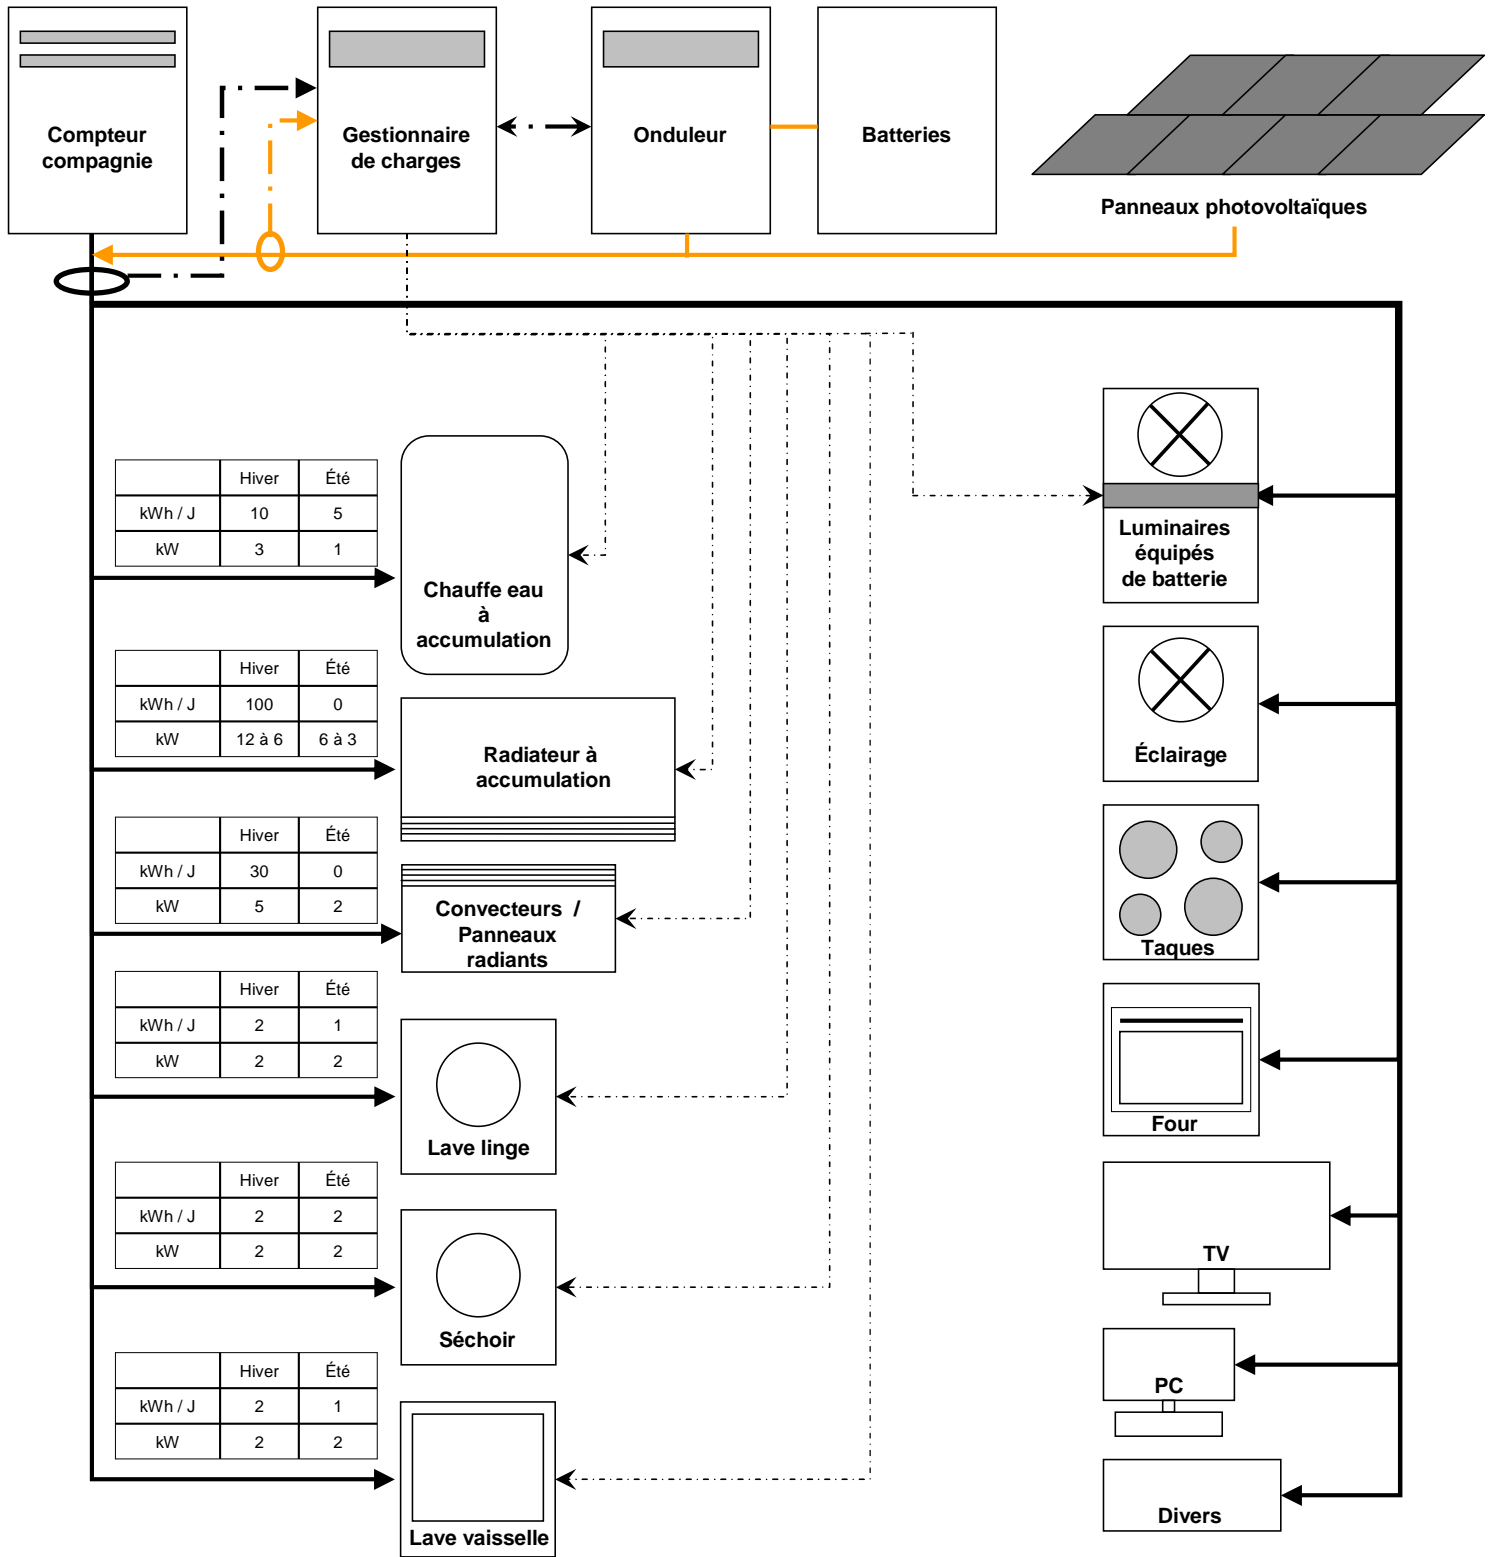 Compteur
compagnie
Gestionnaire
de charges
Onduleur
Batteries
Panneaux photovoltaïques
Hiver Été
kWh / J 10 5
kW 3 1
Chauffe eau
à
accumulation
Luminaires
équipés
de batterie
Hiver Été
kWh / J 100 0
kW 12 à 6 6 à 3
Radiateur à
accumulation
Éclairage
Hiver Été
kWh / J 30 0
kW 5 2
Convecteurs /
Panneaux
radiants
Taques
Hiver Été
kWh / J 2 1
kW 2 2
Lave linge
Four
Hiver Été
kWh / J 2 2
kW 2 2
Séchoir
TV
Hiver Été
kWh / J 2 1
kW 2 2
Lave vaisselle
PC
Divers